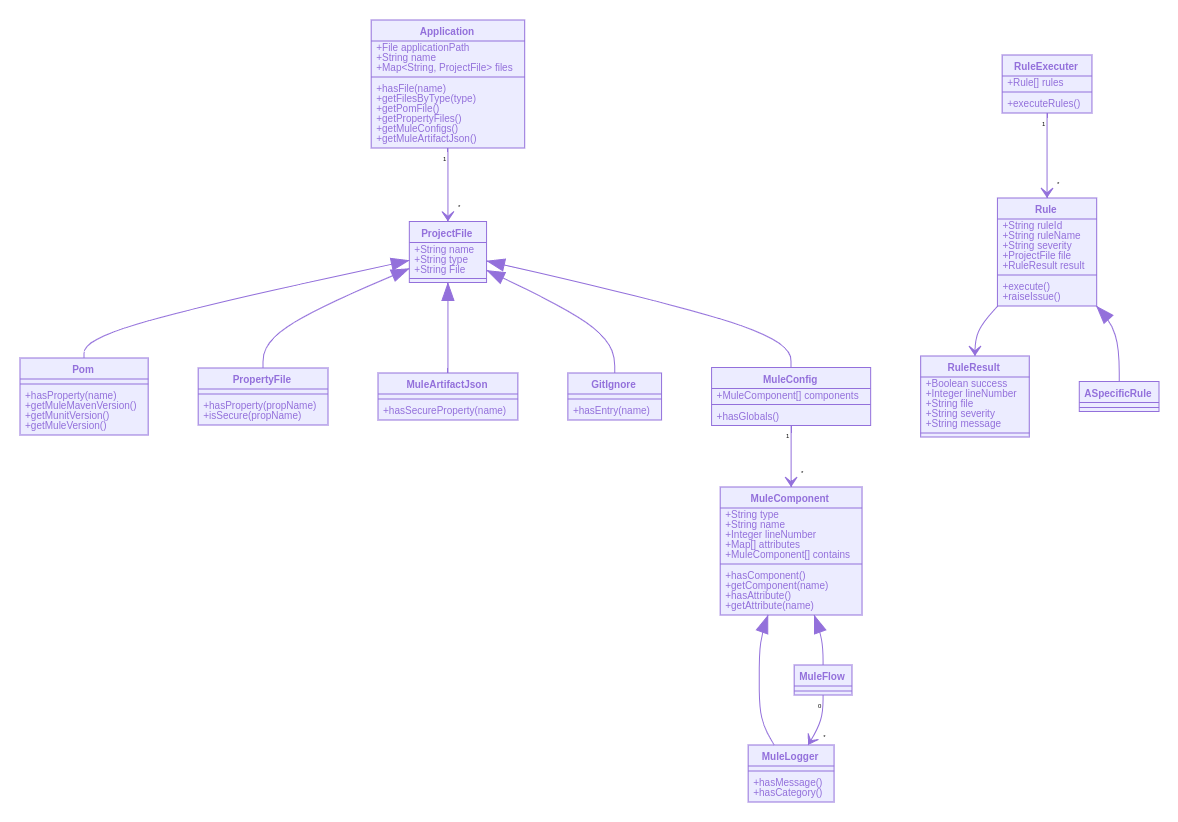 Application
+File applicationPath
+String name
+Map<String, ProjectFile> files
+hasFile(name)
+getFilesByType(type)
+getPomFile()
+getPropertyFiles()
+getMuleConfigs()
+getMuleArtifactJson()
1
*
ProjectFile
+String name
+String type
+String File
Pom
+hasProperty(name)
+getMuleMavenVersion()
+getMunitVersion()
+getMuleVersion()
PropertyFile
+hasProperty(propName)
+isSecure(propName)
MuleArtifactJson
+hasSecureProperty(name)
GitIgnore
+hasEntry(name)
MuleConfig
+MuleComponent[] components
+hasGlobals()
1
*
MuleComponent
+String type
+String name
+Integer lineNumber
+Map[] attributes
+MuleComponent[] contains
+hasComponent()
+getComponent(name)
+hasAttribute()
+getAttribute(name)
MuleFlow
0
*
MuleLogger
+hasMessage()
+hasCategory()
RuleExecuter
+Rule[] rules
+executeRules()
1
*
Rule
+String ruleId
+String ruleName
+String severity
+ProjectFile file
+RuleResult result
+execute()
+raiseIssue()
RuleResult
+Boolean success
+Integer lineNumber
+String file
+String severity
+String message
ASpecificRule